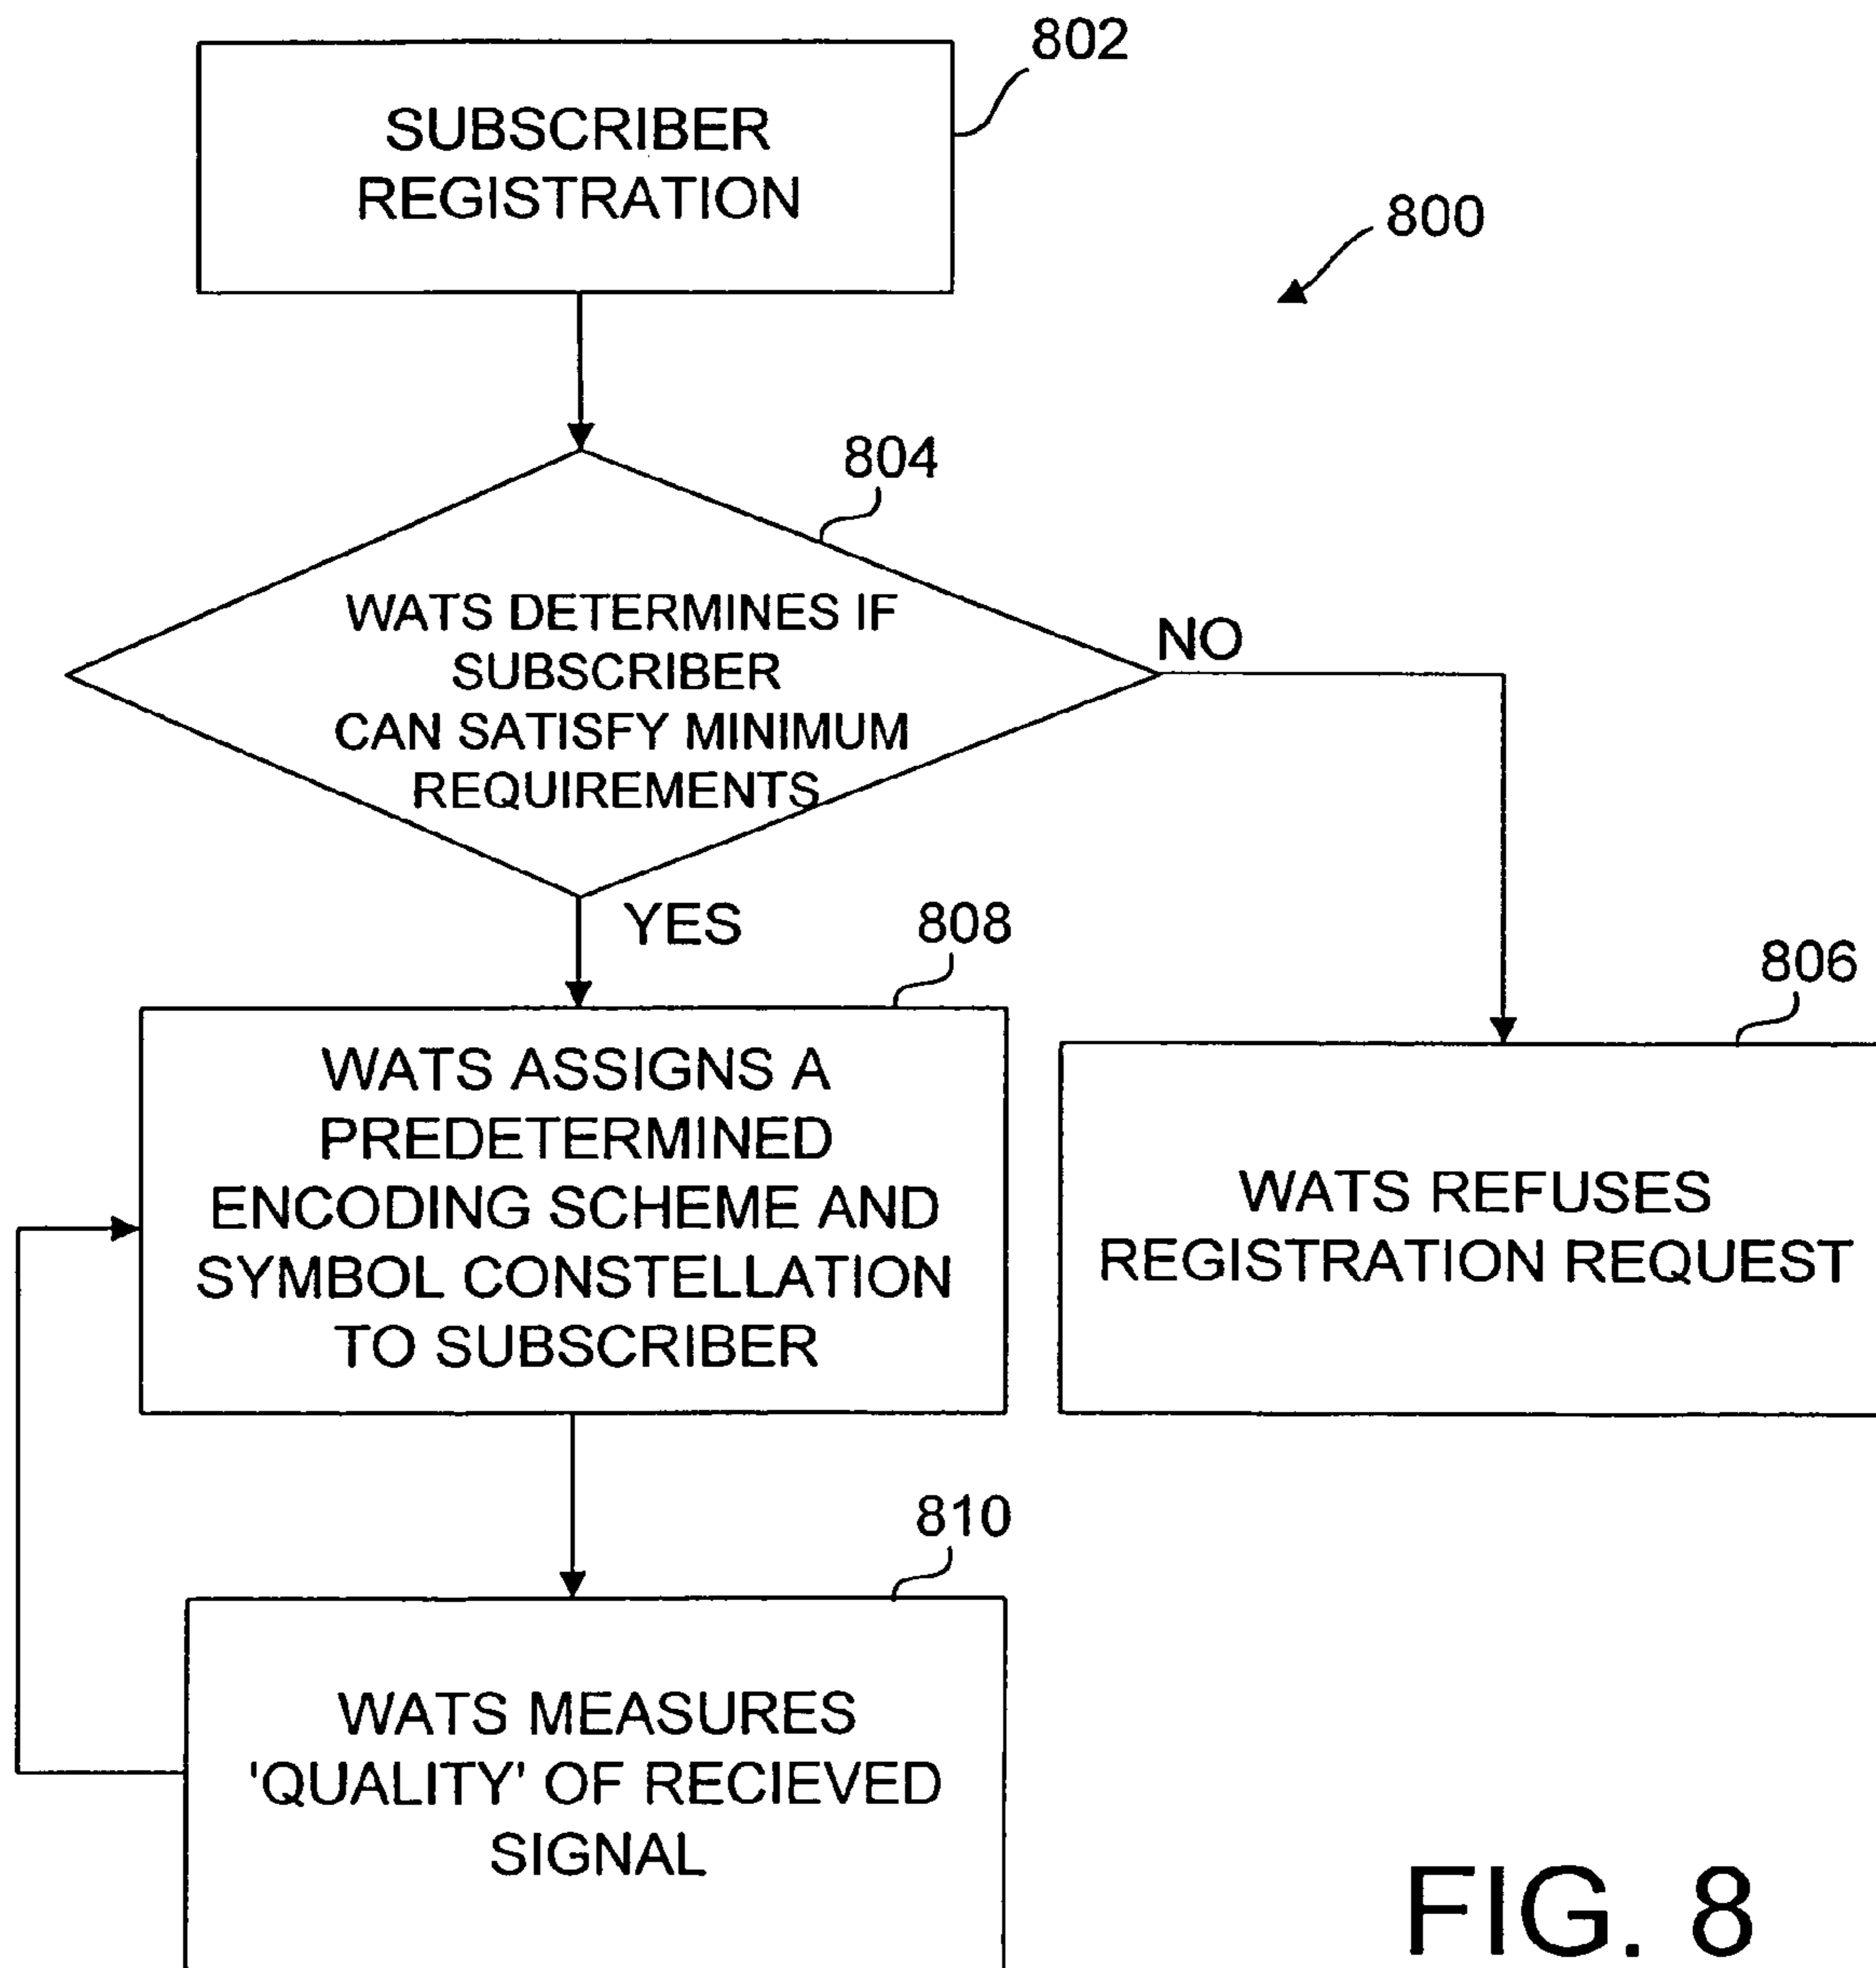 802
SUBSCRIBER
REGISTRATION
800
804
WATS DETERMINES IF
SUBSCRIBER
CAN SATISFY MINIMUM
REQUIREMENTS
NO
YES
808
806
WATS ASSIGNS A
PREDETERMINED
ENCODING SCHEME AND
SYMBOL CONSTELLATION
TO SUBSCRIBER
WATS REFUSES
REGISTRATION REQUEST
810
WATS MEASURES
'QUALITY' OF RECIEVED
SIGNAL
FIG. 8